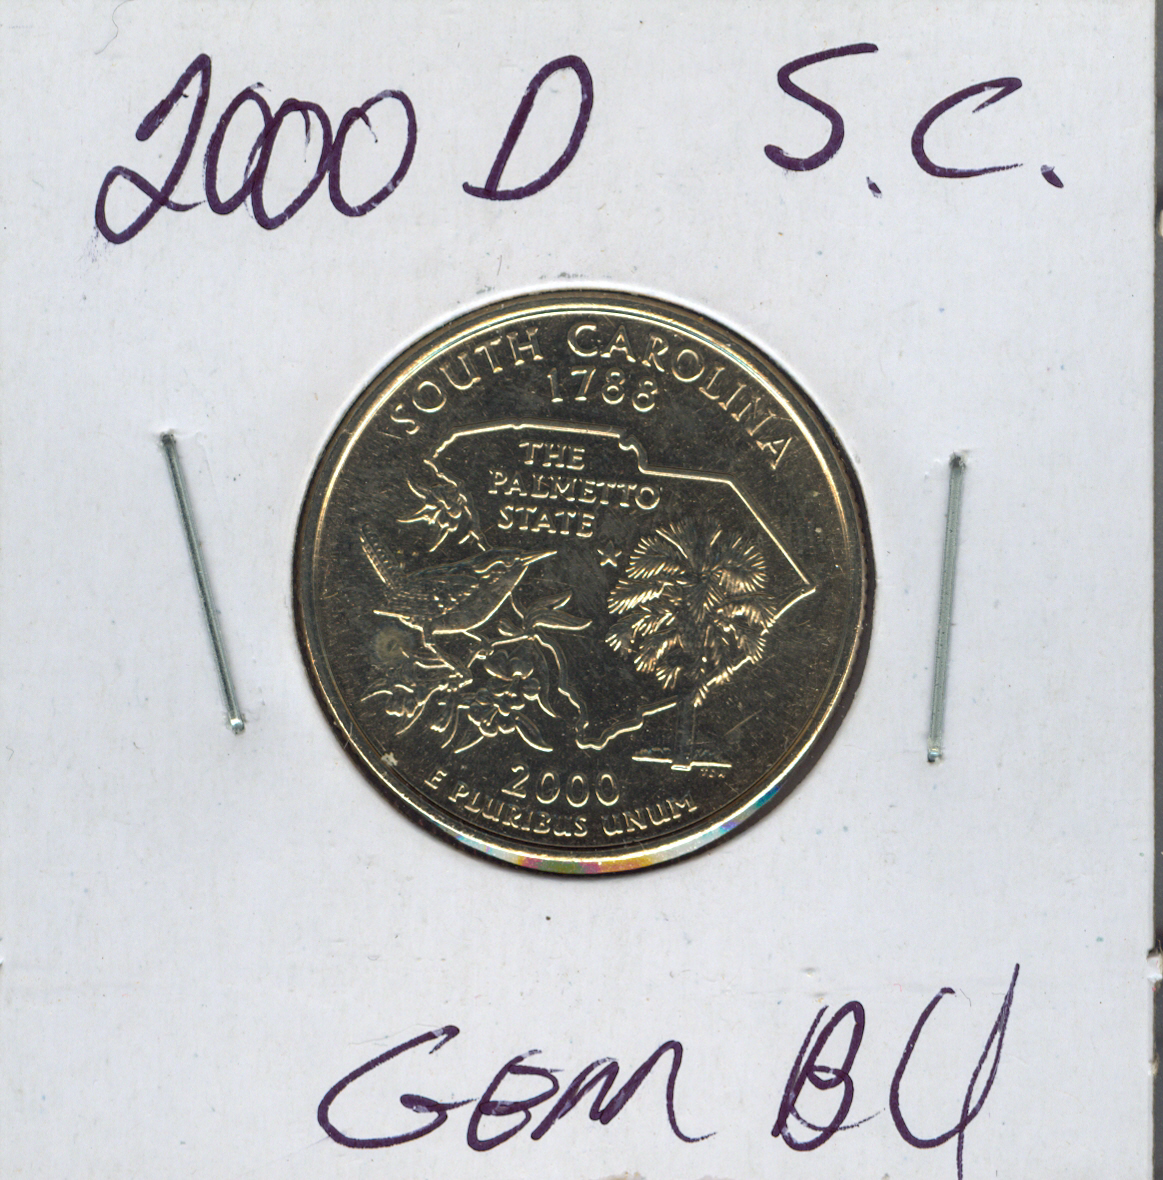 2000 D S.C.
SOUTH CAROLINA
1788
THE
PALMETTO
STATE
2000
E PLURIBUS UNUM
Gem BU